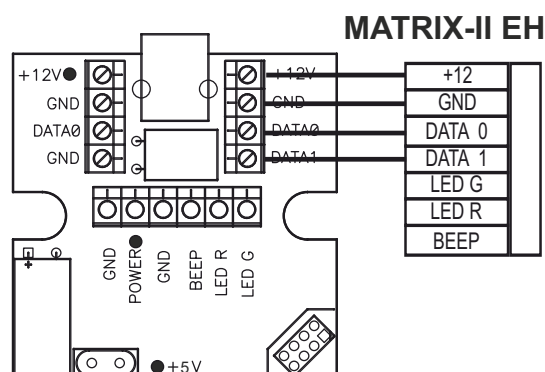 MATRIX-II EH
+12V
GND
DATA0
GND
+12V
GND
DATA0
DATA1
+12
GND
DATA 0
DATA 1
LED G
LED R
BEEP
GND
POWER
GND
BEEP
LED R
LED G
+
+5V